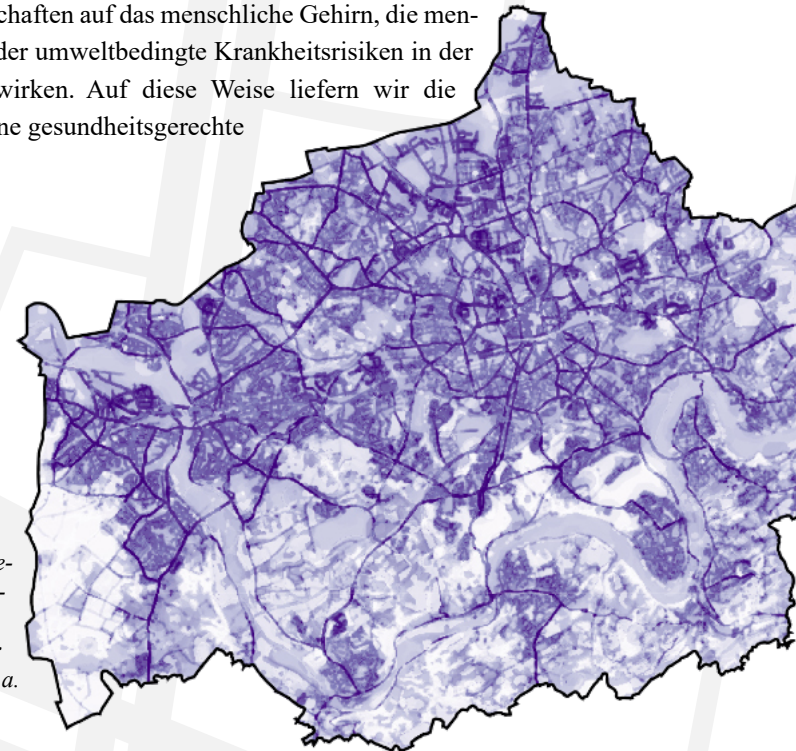 chaften auf das menschliche Gehirn, die men-
der umweltbedingte Krankheitsrisiken in der
wirken. Auf diese Weise liefern wir die
ne gesundheitsgerechte
e-
-
.
a.